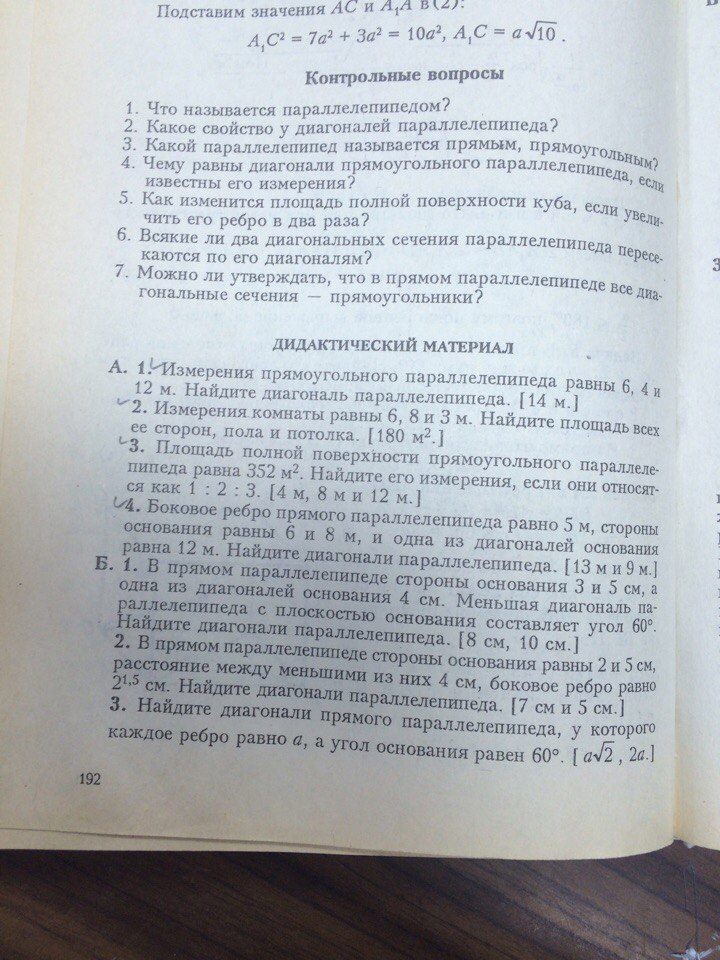 Подставим значения AC и A₁A в (2):
A₁C² = 7a² + 3a² = 10a², A₁C = a√10 .
Контрольные вопросы
1. Что называется параллелепипедом?
2. Какое свойство у диагоналей параллелепипеда?
3. Какой параллелепипед называется прямым, прямоугольным?
4. Чему равны диагонали прямоугольного параллелепипеда, если
известны его измерения?
5. Как изменится площадь полной поверхности куба, если увели-
чить его ребро в два раза?
6. Всякие ли два диагональных сечения параллелепипеда пересе-
каются по его диагоналям?
7. Можно ли утверждать, что в прямом параллелепипеде все диа-
гональные сечения — прямоугольники?
ДИДАКТИЧЕСКИЙ МАТЕРИАЛ
А. 1. Измерения прямоугольного параллелепипеда равны 6, 4 и
12 м. Найдите диагональ параллелепипеда. [14 м.]
2. Измерения комнаты равны 6, 8 и 3 м. Найдите площадь всех
ее сторон, пола и потолка. [180 м².]
3. Площадь полной поверхности прямоугольного параллеле-
пипеда равна 352 м². Найдите его измерения, если они относят-
ся как 1 : 2 : 3. [4 м, 8 м и 12 м.]
4. Боковое ребро прямого параллелепипеда равно 5 м, стороны
основания равны 6 и 8 м, и одна из диагоналей основания
равна 12 м. Найдите диагонали параллелепипеда. [13 м и 9 м.]
Б. 1. В прямом параллелепипеде стороны основания 3 и 5 см, а
одна из диагоналей основания 4 см. Меньшая диагональ па-
раллелепипеда с плоскостью основания составляет угол 60°.
Найдите диагонали параллелепипеда. [8 см, 10 см.]
2. В прямом параллелепипеде стороны основания равны 2 и 5 см,
расстояние между меньшими из них 4 см, боковое ребро равно
2¹,⁵ см. Найдите диагонали параллелепипеда. [7 см и 5 см.]
3. Найдите диагонали прямого параллелепипеда, у которого
каждое ребро равно a, а угол основания равен 60°. [ a√2 , 2a.]
192